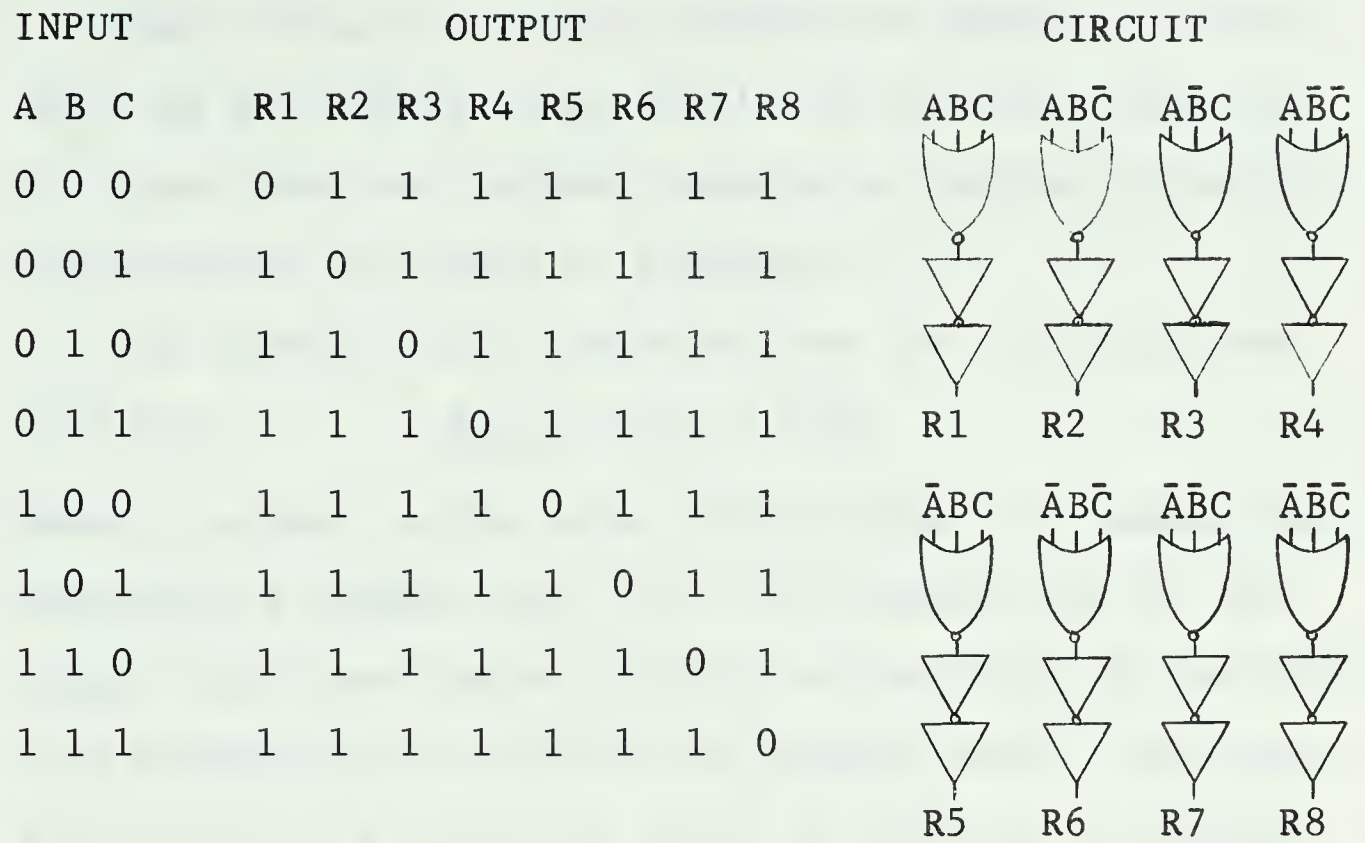 INPUT OUTPUT CIRCUIT
A B C R1 R2 R3 R4 R5 R6 R7 R8 ABC ABC̄ AB̄C AB̄C̄
0 0 0 0 1 1 1 1 1 1 1
0 0 1 1 0 1 1 1 1 1 1
0 1 0 1 1 0 1 1 1 1 1
0 1 1 1 1 1 0 1 1 1 1 R1 R2 R3 R4
1 0 0 1 1 1 1 0 1 1 1 ĀBC ĀBC̄ ĀB̄C ĀB̄C̄
1 0 1 1 1 1 1 1 0 1 1
1 1 0 1 1 1 1 1 1 0 1
1 1 1 1 1 1 1 1 1 1 0
R5 R6 R7 R8